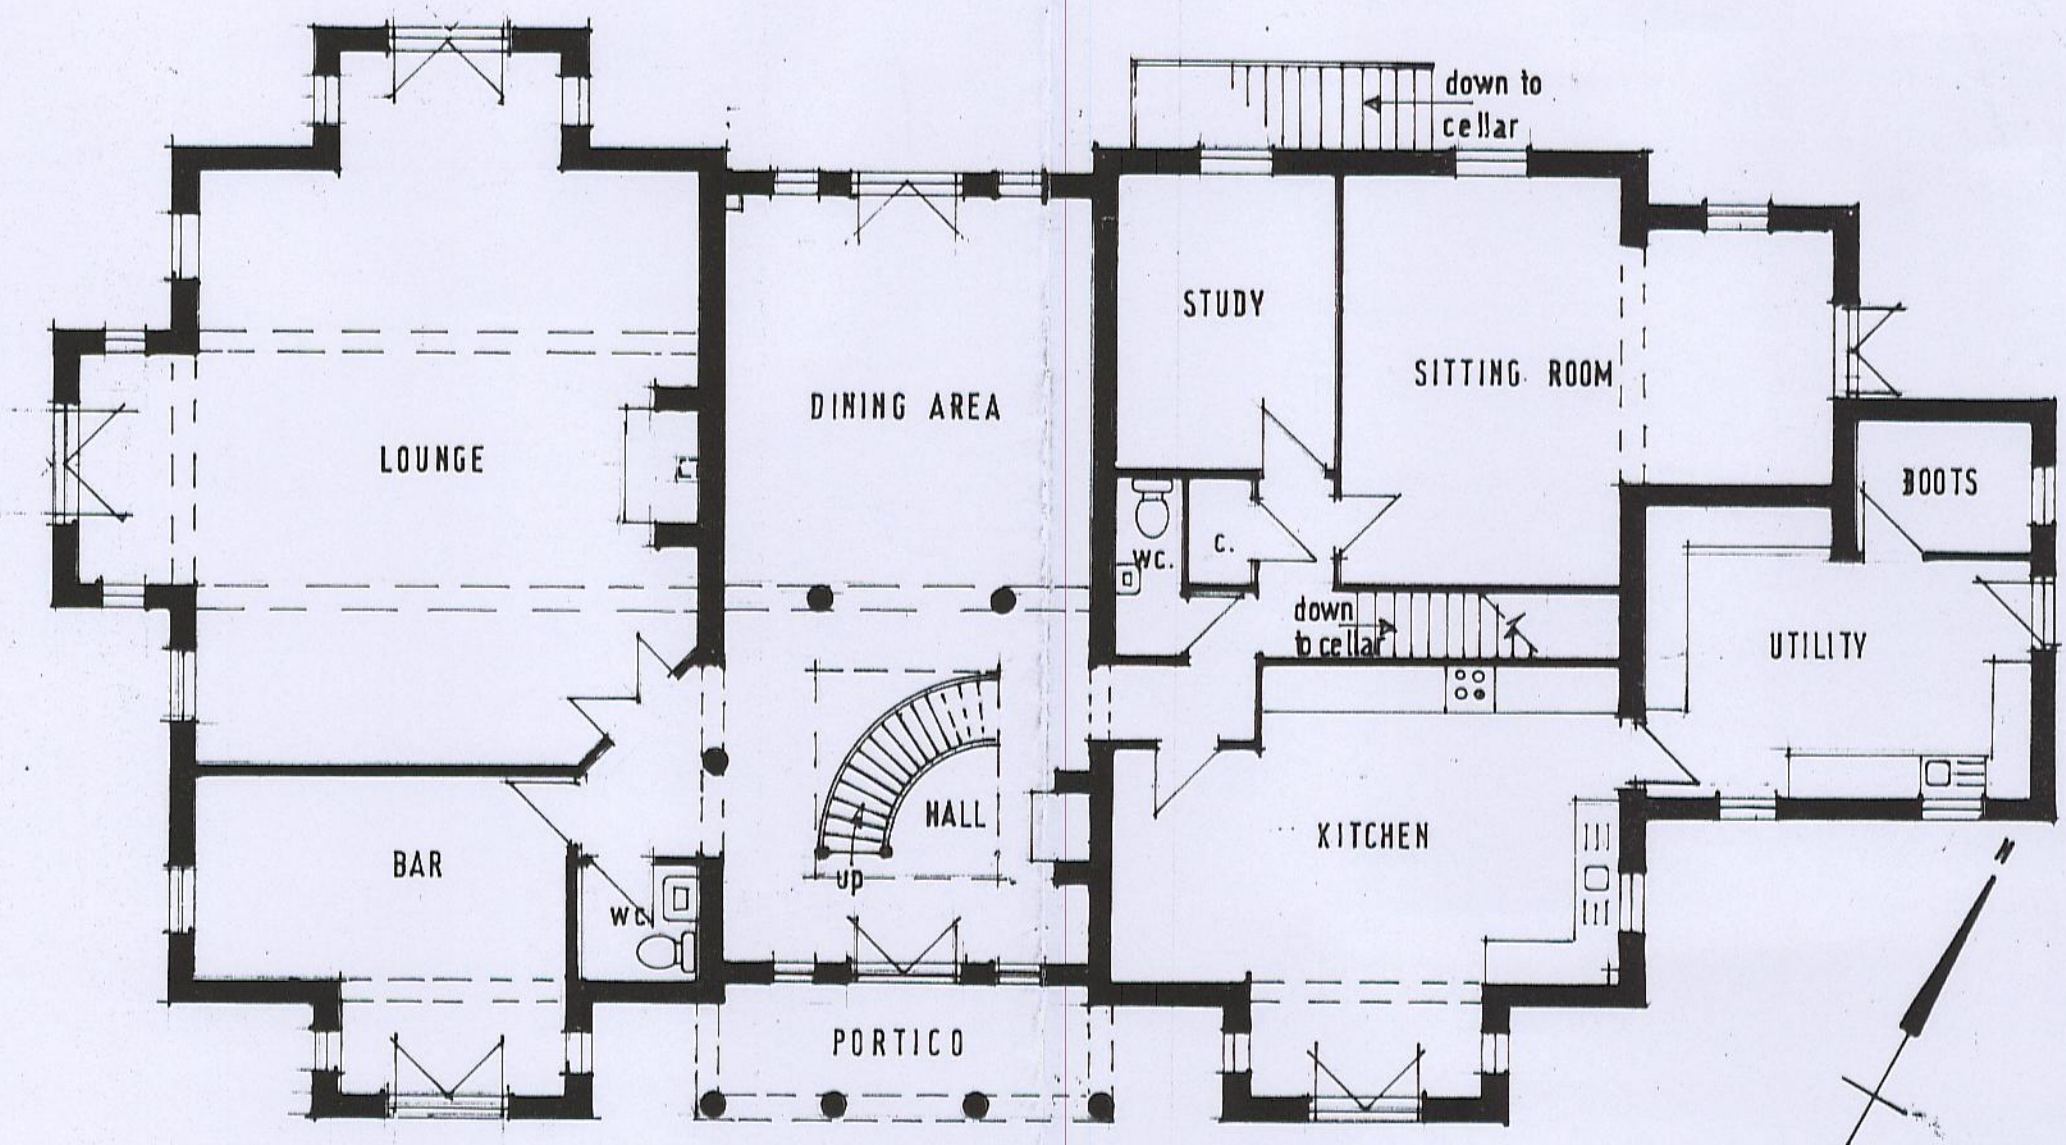 down to
cellar
STUDY
SITTING ROOM
DINING AREA
LOUNGE
BOOTS
WC.
C.
down
to cellar
UTILITY
HALL
KITCHEN
BAR
UP
WC
N
PORTICO